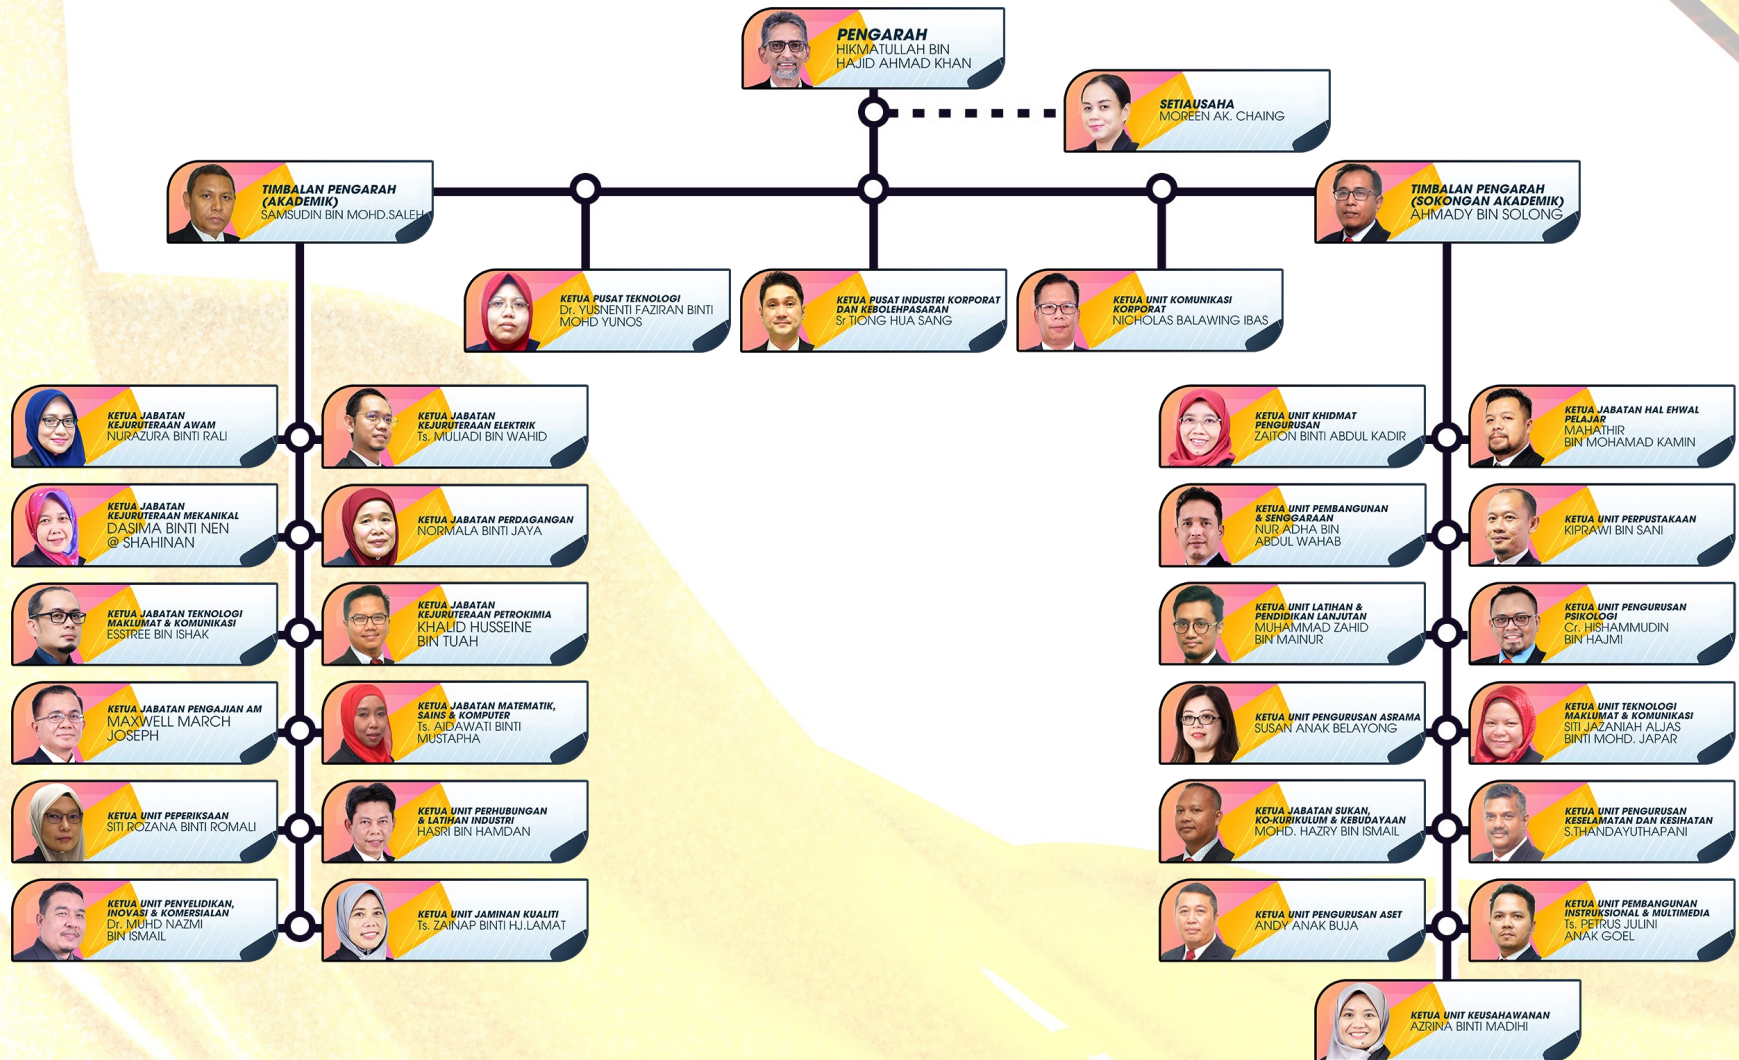 PENGARAH
HIKMATULLAH BIN
HAJID AHMAD KHAN
SETIAUSAHA
MOREEN AK. CHAING
TIMBALAN PENGARAH
(AKADEMIK)
SAMSUDIN BIN MOHD.SALEH
TIMBALAN PENGARAH
(SOKONGAN AKADEMIK)
AHMADY BIN SOLONG
KETUA PUSAT TEKNOLOGI
Dr. YUSNENTI FAZIRAN BINTI
MOHD YUNOS
KETUA PUSAT INDUSTRI KORPORAT
DAN KEBOLEHPASARAN
Sr TIONG HUA SANG
KETUA UNIT KOMUNIKASI
KORPORAT
NICHOLAS BALAWING IBAS
KETUA JABATAN
KEJURUTERAAN AWAM
NURAZURA BINTI RALI
KETUA JABATAN
KEJURUTERAAN ELEKTRIK
Ts. MULIADI BIN WAHID
KETUA JABATAN
KEJURUTERAAN MEKANIKAL
DASIMA BINTI NEN
@ SHAHINAN
KETUA JABATAN PERDAGANGAN
NORMALA BINTI JAYA
KETUA JABATAN TEKNOLOGI
MAKLUMAT & KOMUNIKASI
ESSTREE BIN ISHAK
KETUA JABATAN
KEJURUTERAAN PETROKIMIA
KHALID HUSSEINE
BIN TUAH
KETUA JABATAN PENGAJIAN AM
MAXWELL MARCH
JOSEPH
KETUA JABATAN MATEMATIK,
SAINS & KOMPUTER
Ts. AIDAWATI BINTI
MUSTAPHA
KETUA UNIT PEPERIKSAAN
SITI ROZANA BINTI ROMALI
KETUA UNIT PERHUBUNGAN
& LATIHAN INDUSTRI
HASRI BIN HAMDAN
KETUA UNIT PENYELIDIKAN,
INOVASI & KOMERSIALAN
Dr. MUHD NAZMI
BIN ISMAIL
KETUA UNIT JAMINAN KUALITI
Ts. ZAINAP BINTI HJ.LAMAT
KETUA UNIT KHIDMAT
PENGURUSAN
ZAITON BINTI ABDUL KADIR
KETUA JABATAN HAL EHWAL
PELAJAR
MAHATHIR
BIN MOHAMAD KAMIN
KETUA UNIT PEMBANGUNAN
& SENGGARAAN
NUR ADHA BIN
ABDUL WAHAB
KETUA UNIT PERPUSTAKAAN
KIPRAWI BIN SANI
KETUA UNIT LATIHAN &
PENDIDIKAN LANJUTAN
MUHAMMAD ZAHID
BIN MAINUR
KETUA UNIT PENGURUSAN
PSIKOLOGI
Cr. HISHAMMUDIN
BIN HAJMI
KETUA UNIT PENGURUSAN ASRAMA
SUSAN ANAK BELAYONG
KETUA UNIT TEKNOLOGI
MAKLUMAT & KOMUNIKASI
SITI JAZANIAH ALJAS
BINTI MOHD. JAPAR
KETUA JABATAN SUKAN,
KO-KURIKULUM & KEBUDAYAAN
MOHD. HAZRY BIN ISMAIL
KETUA UNIT PENGURUSAN
KESELAMATAN DAN KESIHATAN
S.THANDAYUTHAPANI
KETUA UNIT PENGURUSAN ASET
ANDY ANAK BUJA
KETUA UNIT PEMBANGUNAN
INSTRUKSIONAL & MULTIMEDIA
Ts. PETRUS JULINI
ANAK GOEL
KETUA UNIT KEUSAHAWANAN
AZRINA BINTI MADIHI